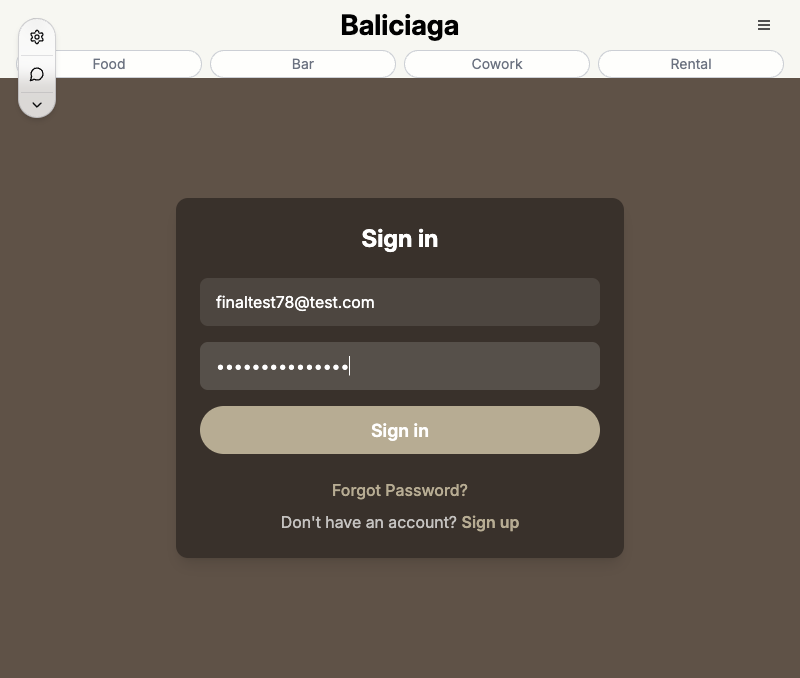 Baliciaga
Food
Bar
Cowork
Rental
Sign in
finaltest78@test.com
•••••••••••••••
Sign in
Forgot Password?
Don't have an account? Sign up